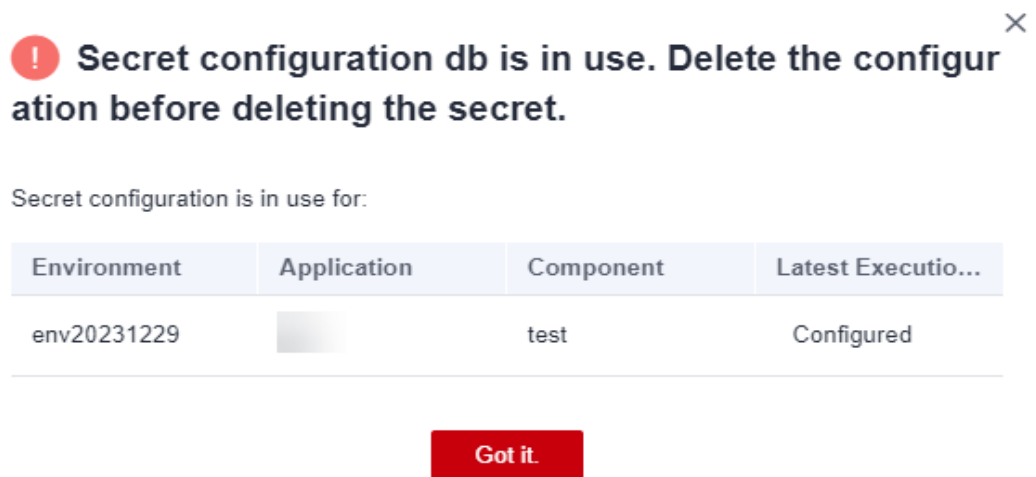 ! Secret configuration db is in use. Delete the configur
ation before deleting the secret.
Secret configuration is in use for:
Environment Application Component Latest Executio...
env20231229 test Configured
Got it.